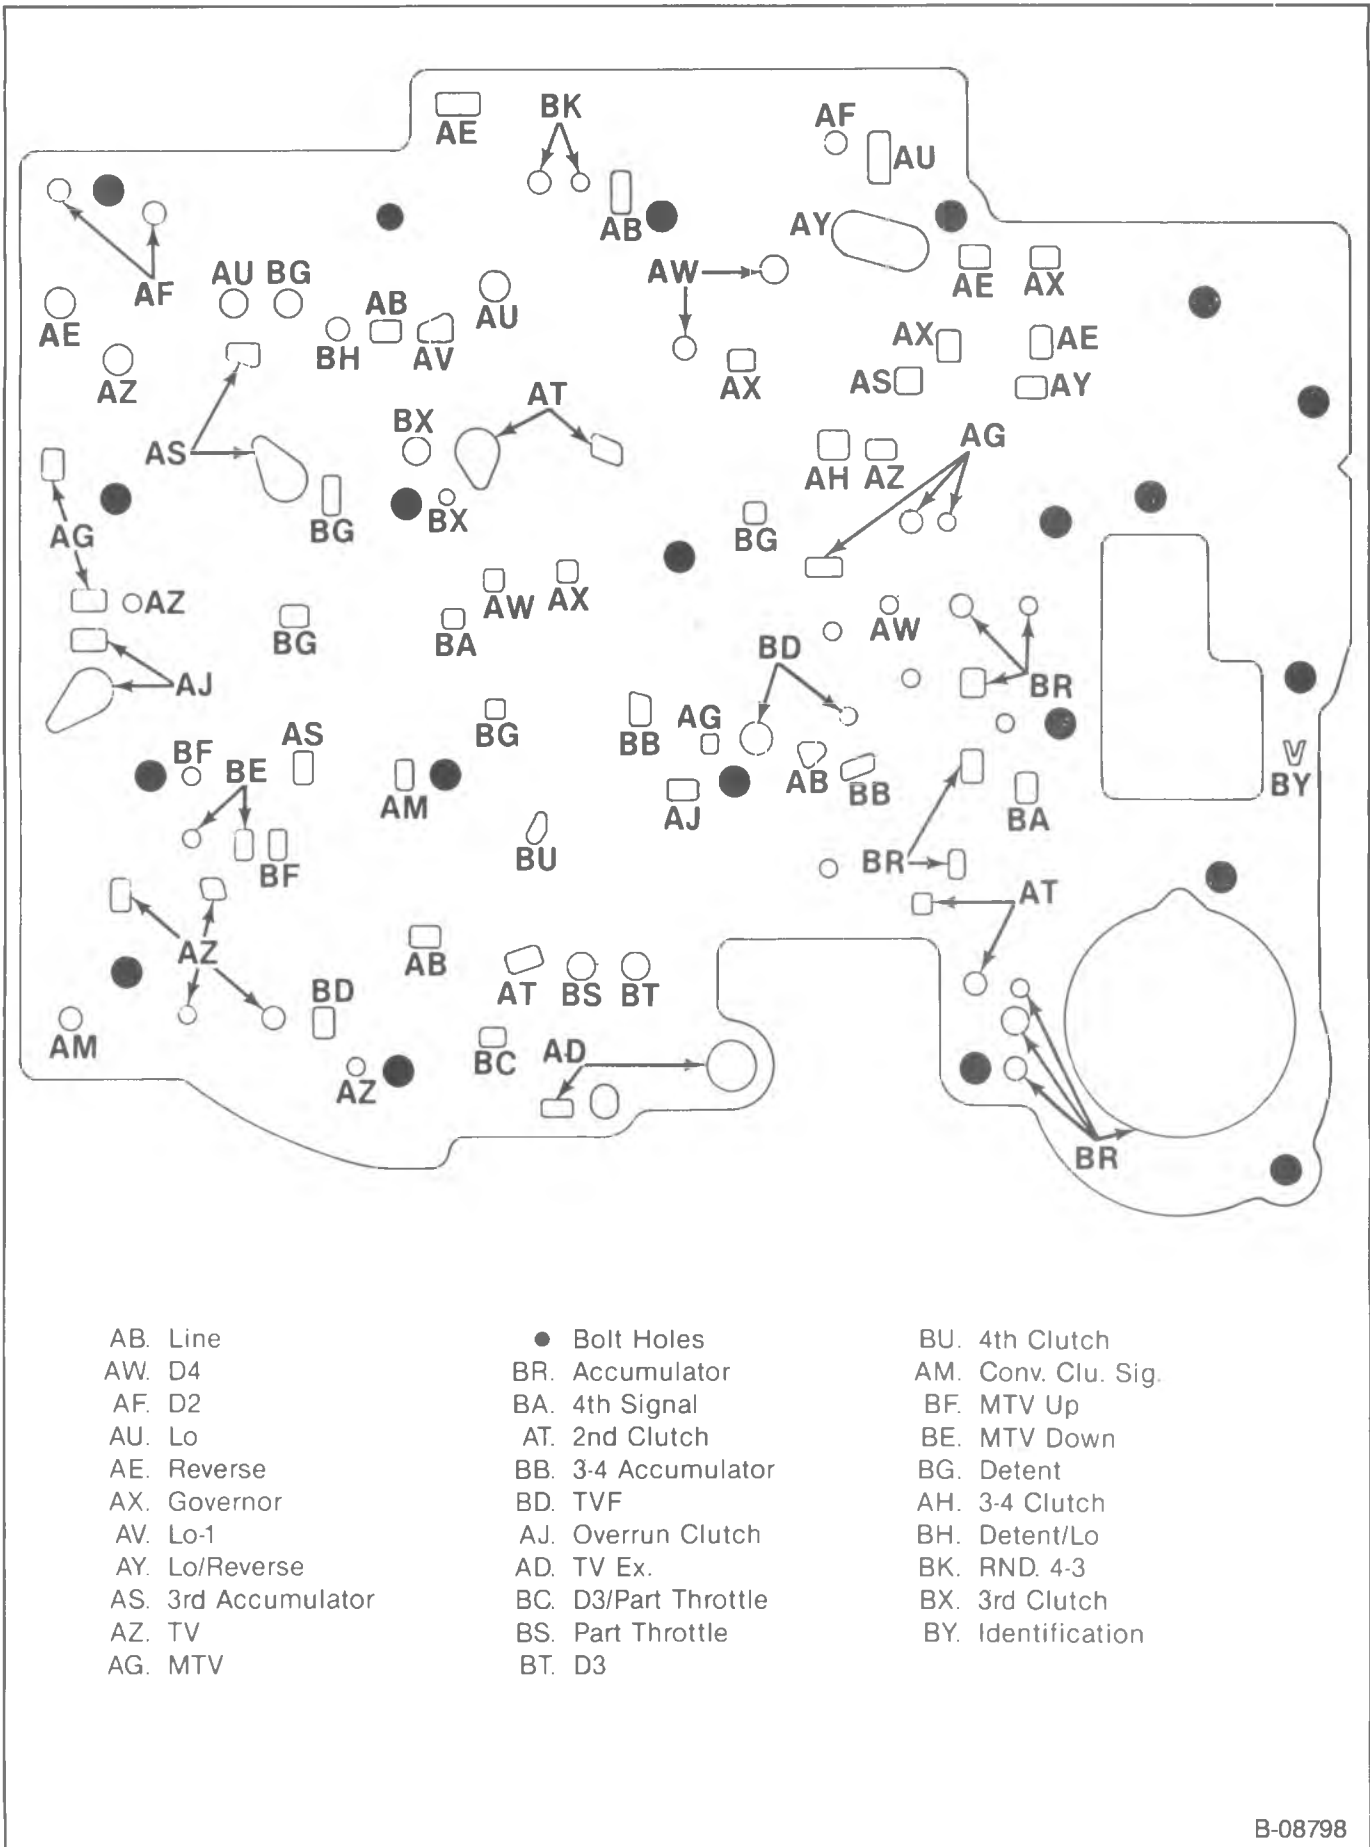 BK
AE
AF
AU
AB
AY
AW
AE
AX
AF
AU BG
AE
AB
AU
BH
AV
AX
AE
AZ
AX
AS
AY
AT
BX
AS
AG
AH
AZ
BG
BX
AG
BG
AW
AX
AZ
BG
BA
AW
BD
AJ
BR
BG
BB
AG
AS
BF
BE
AB
BB
BY
AM
AJ
BA
BU
BF
BR
AT
AZ
AB
AT
BS
BT
BD
AM
BC
AD
AZ
BR
AB. Line
AW. D4
AF. D2
AU. Lo
AE. Reverse
AX. Governor
AV. Lo-1
AY. Lo/Reverse
AS. 3rd Accumulator
AZ. TV
AG. MTV
● Bolt Holes
BR. Accumulator
BA. 4th Signal
AT. 2nd Clutch
BB. 3-4 Accumulator
BD. TVF
AJ. Overrun Clutch
AD. TV Ex.
BC. D3/Part Throttle
BS. Part Throttle
BT. D3
BU. 4th Clutch
AM. Conv. Clu. Sig.
BF. MTV Up
BE. MTV Down
BG. Detent
AH. 3-4 Clutch
BH. Detent/Lo
BK. RND. 4-3
BX. 3rd Clutch
BY. Identification
B-08798